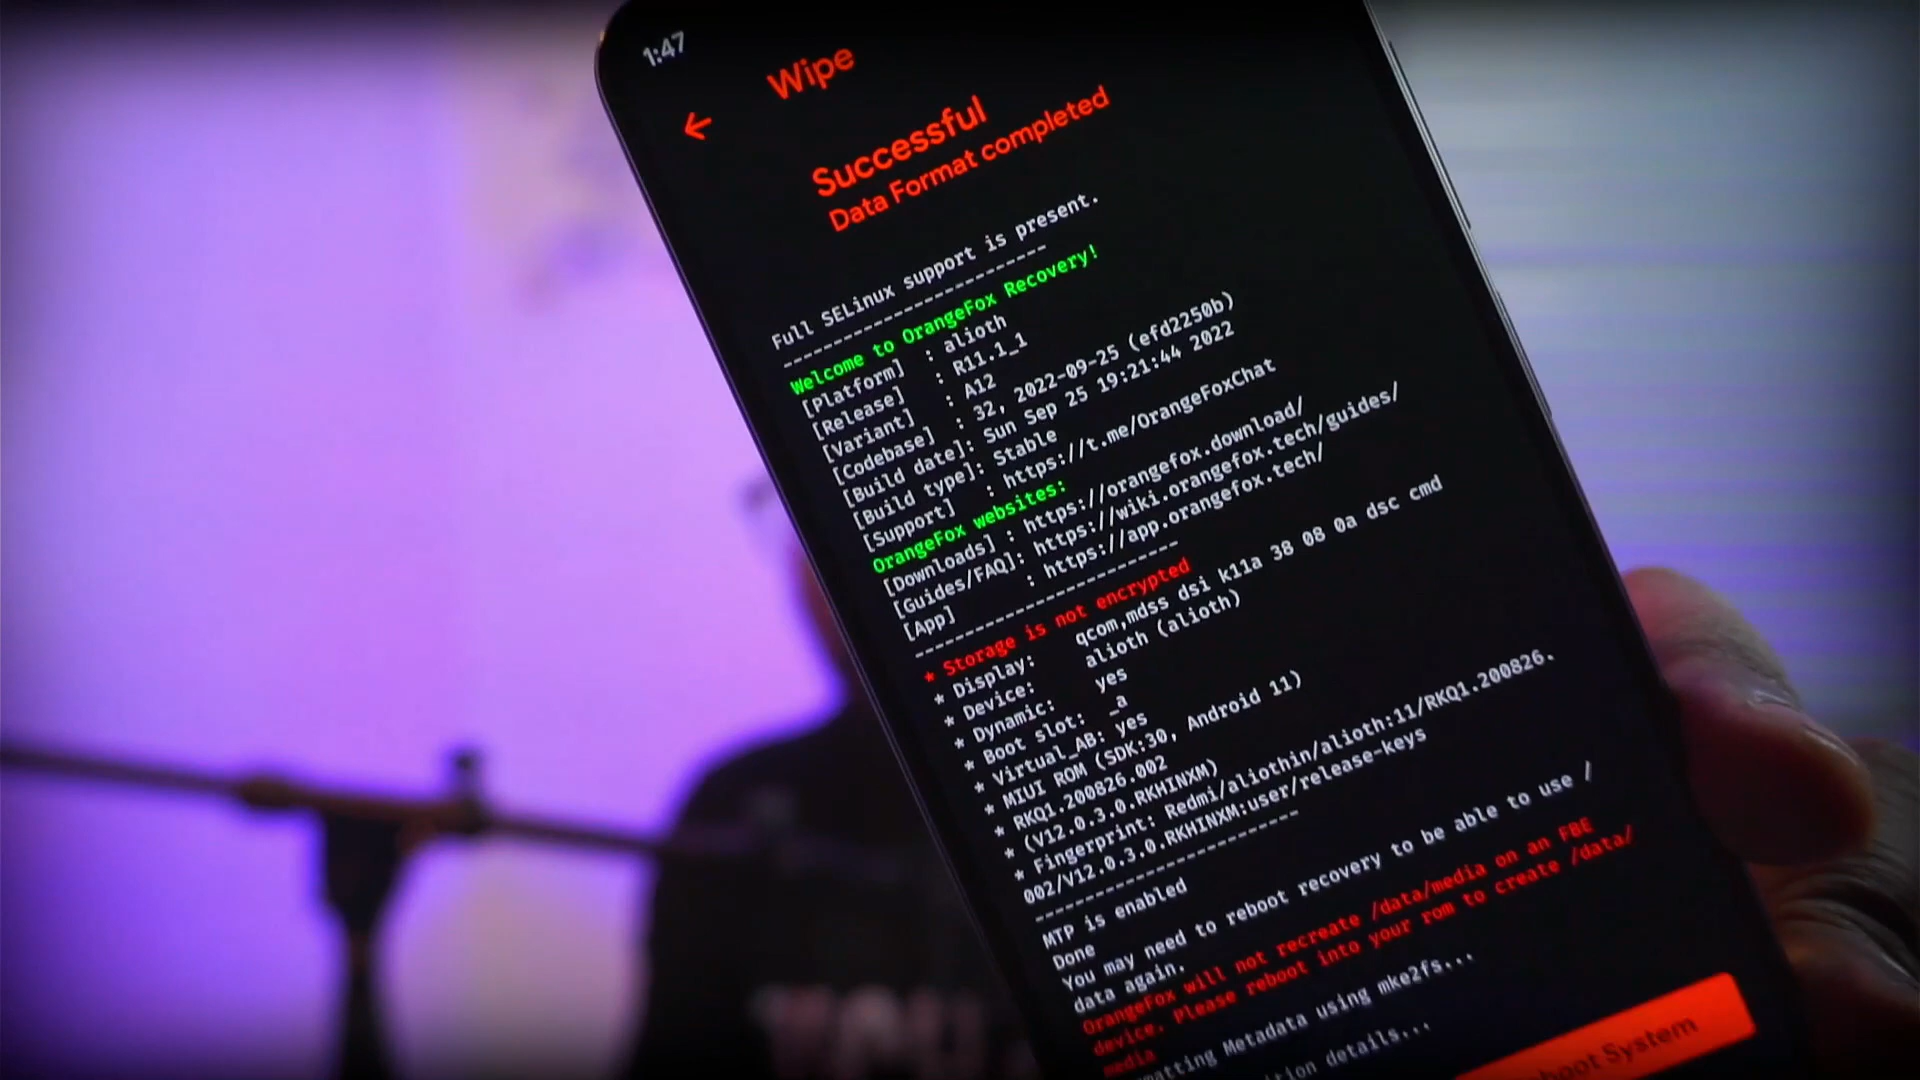 1:47
Wipe
Successful
Data Format completed
Full SELinux support is present.
--------------------------
Welcome to OrangeFox Recovery!
[Platform] : alioth
[Release] : R11.1_1
[Variant] : A12
[Codebase] : 32, 2022-09-25 (efd2250b)
[Build date]: Sun Sep 25 19:21:44 2022
[Build type]: Stable
[Support] : https://t.me/OrangeFoxChat
OrangeFox websites:
[Downloads] : https://orangefox.download/
[Guides/FAQ]: https://wiki.orangefox.tech/guides/
[App] : https://app.orangefox.tech/
--------------------------
* Storage is not encrypted
* Display: qcom,mdss dsi k11a 38 08 0a dsc cmd
* Device: alioth (alioth)
* Dynamic: yes
* Boot slot: _a
* Virtual_AB: yes
* MIUI ROM (SDK:30, Android 11)
* RKQ1.200826.002
* (V12.0.3.0.RKHINXM)
* Fingerprint: Redmi/aliothin/alioth:11/RKQ1.200826.
002/V12.0.3.0.RKHINXM:user/release-keys
--------------------------
MTP is enabled
Done
You may need to reboot recovery to be able to use /
data again.
OrangeFox will not recreate /data/media on an FBE
device. Please reboot into your rom to create /data/
media
Metadata using mke2fs...
details...
System